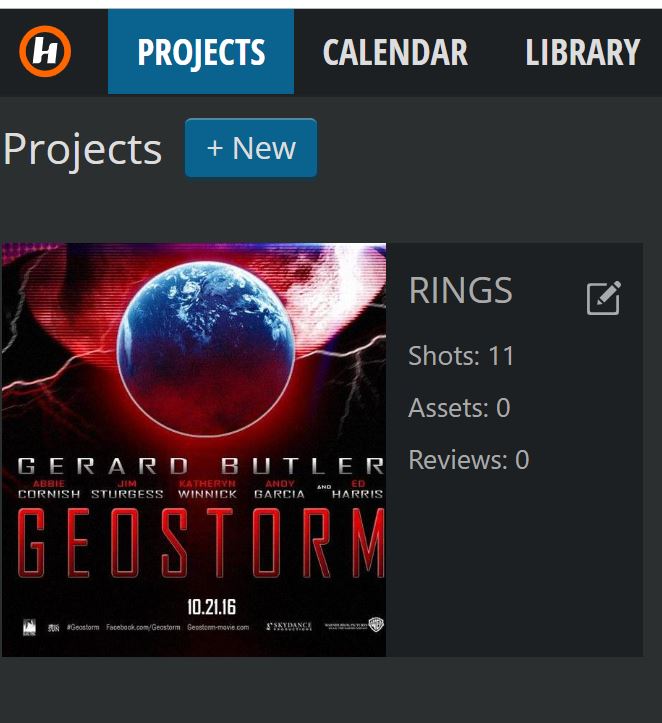 H
PROJECTS CALENDAR LIBRARY
Projects + New
RINGS
Shots: 11
Assets: 0
Reviews: 0
GERARD BUTLER
ABBIE CORNISH JIM STURGESS KATHERYN WINNICK ANDY GARCIA AND ED HARRIS
GEOSTORM
10.21.16
#Geostorm Facebook.com/Geostorm Geostorm-movie.com SKYDANCE